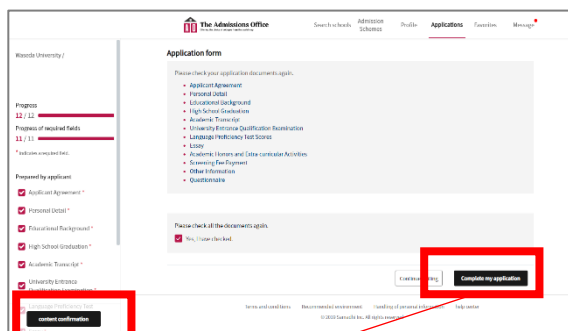 The Admissions Office
Search schools
Admission Schemes
Profile
Applications
Favorites
Message
Waseda University /
Progress
12 / 12
Progress of required fields
11 / 11
* Indicates a required field.
Prepared by applicant
Applicant Agreement *
Personal Detail *
Educational Background *
High School Graduation *
Academic Transcript *
University Entrance
content confirmation
Application form
Please check your application documents again.
Applicant Agreement
Personal Detail
Educational Background
High School Graduation
Academic Transcript
University Entrance Qualification Examination
Language Proficiency Test Scores
Essay
Academic Honors and Extra-curricular Activities
Screening Fee Payment
Other Information
Questionnaire
Please check all the documents again.
Yes, I have checked.
Complete my application
Terms and conditions
Recommended environment
Handling of personal information
Help center